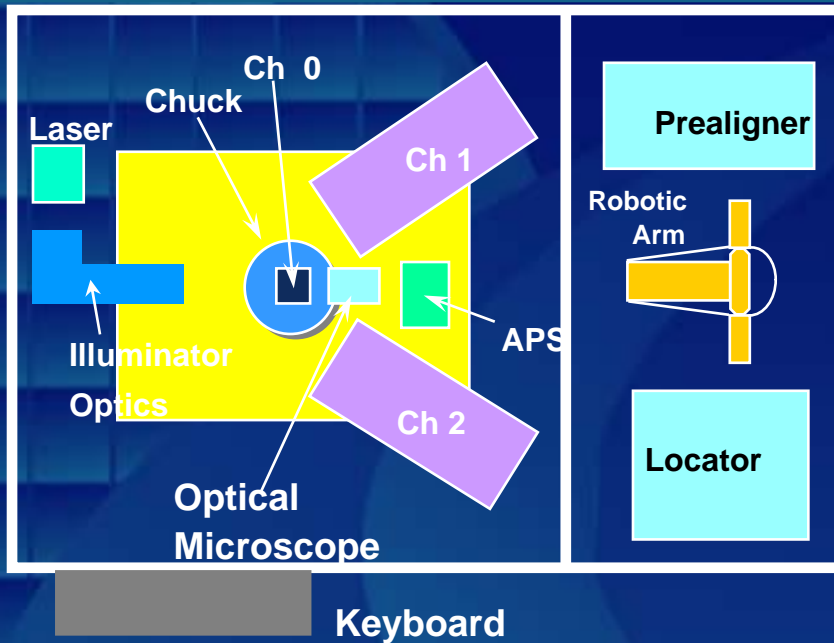 Ch 0
Chuck
Laser
Ch 1
Prealigner
Robotic
Arm
APS
Illuminator
Optics
Ch 2
Locator
Optical
Microscope
Keyboard